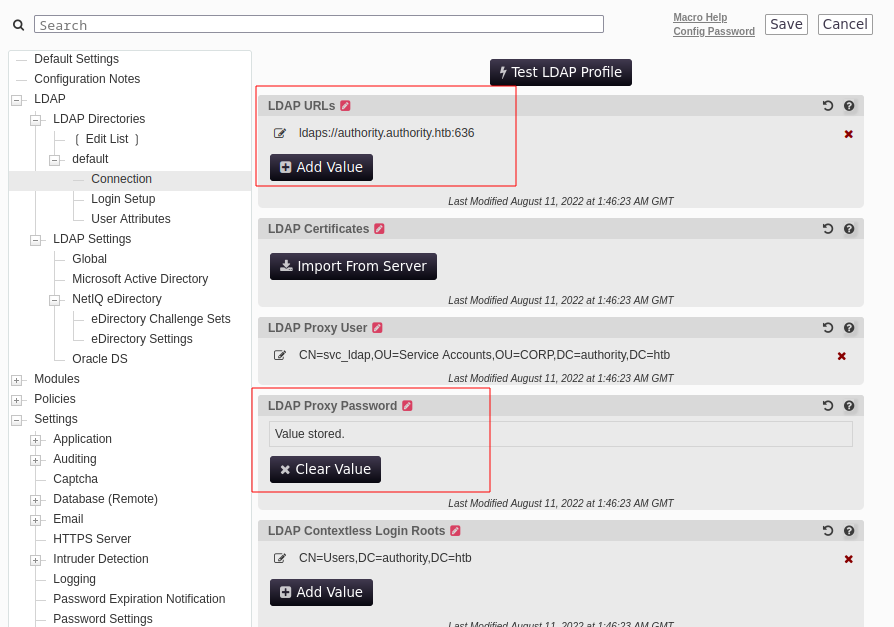 Search
Macro Help
Config Password
Save
Cancel
Default Settings
Configuration Notes
LDAP
LDAP Directories
[ Edit List ]
default
Connection
Login Setup
User Attributes
LDAP Settings
Global
Microsoft Active Directory
NetIQ eDirectory
eDirectory Challenge Sets
eDirectory Settings
Oracle DS
Modules
Policies
Settings
Application
Auditing
Captcha
Database (Remote)
Email
HTTPS Server
Intruder Detection
Logging
Password Expiration Notification
Password Settings
Test LDAP Profile
LDAP URLs
ldaps://authority.authority.htb:636
Add Value
Last Modified August 11, 2022 at 1:46:23 AM GMT
LDAP Certificates
Import From Server
Last Modified August 11, 2022 at 1:46:23 AM GMT
LDAP Proxy User
CN=svc_ldap,OU=Service Accounts,OU=CORP,DC=authority,DC=htb
Last Modified August 11, 2022 at 1:46:23 AM GMT
LDAP Proxy Password
Value stored.
Clear Value
Last Modified August 11, 2022 at 1:46:23 AM GMT
LDAP Contextless Login Roots
CN=Users,DC=authority,DC=htb
Add Value
Last Modified August 11, 2022 at 1:46:23 AM GMT